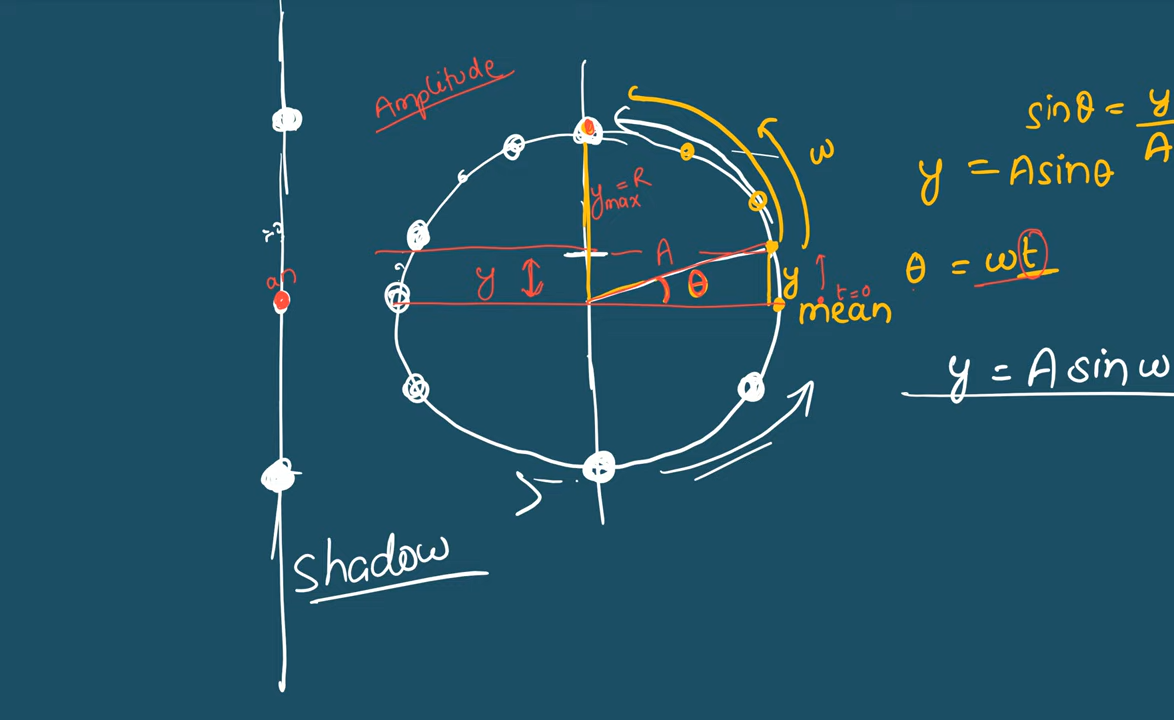 Amplitude
ymax = R
ω
sinθ = y/A
y = Asinθ
A
y
θ
y
t=0
θ = ωt
mean
y = A sin ω
shadow